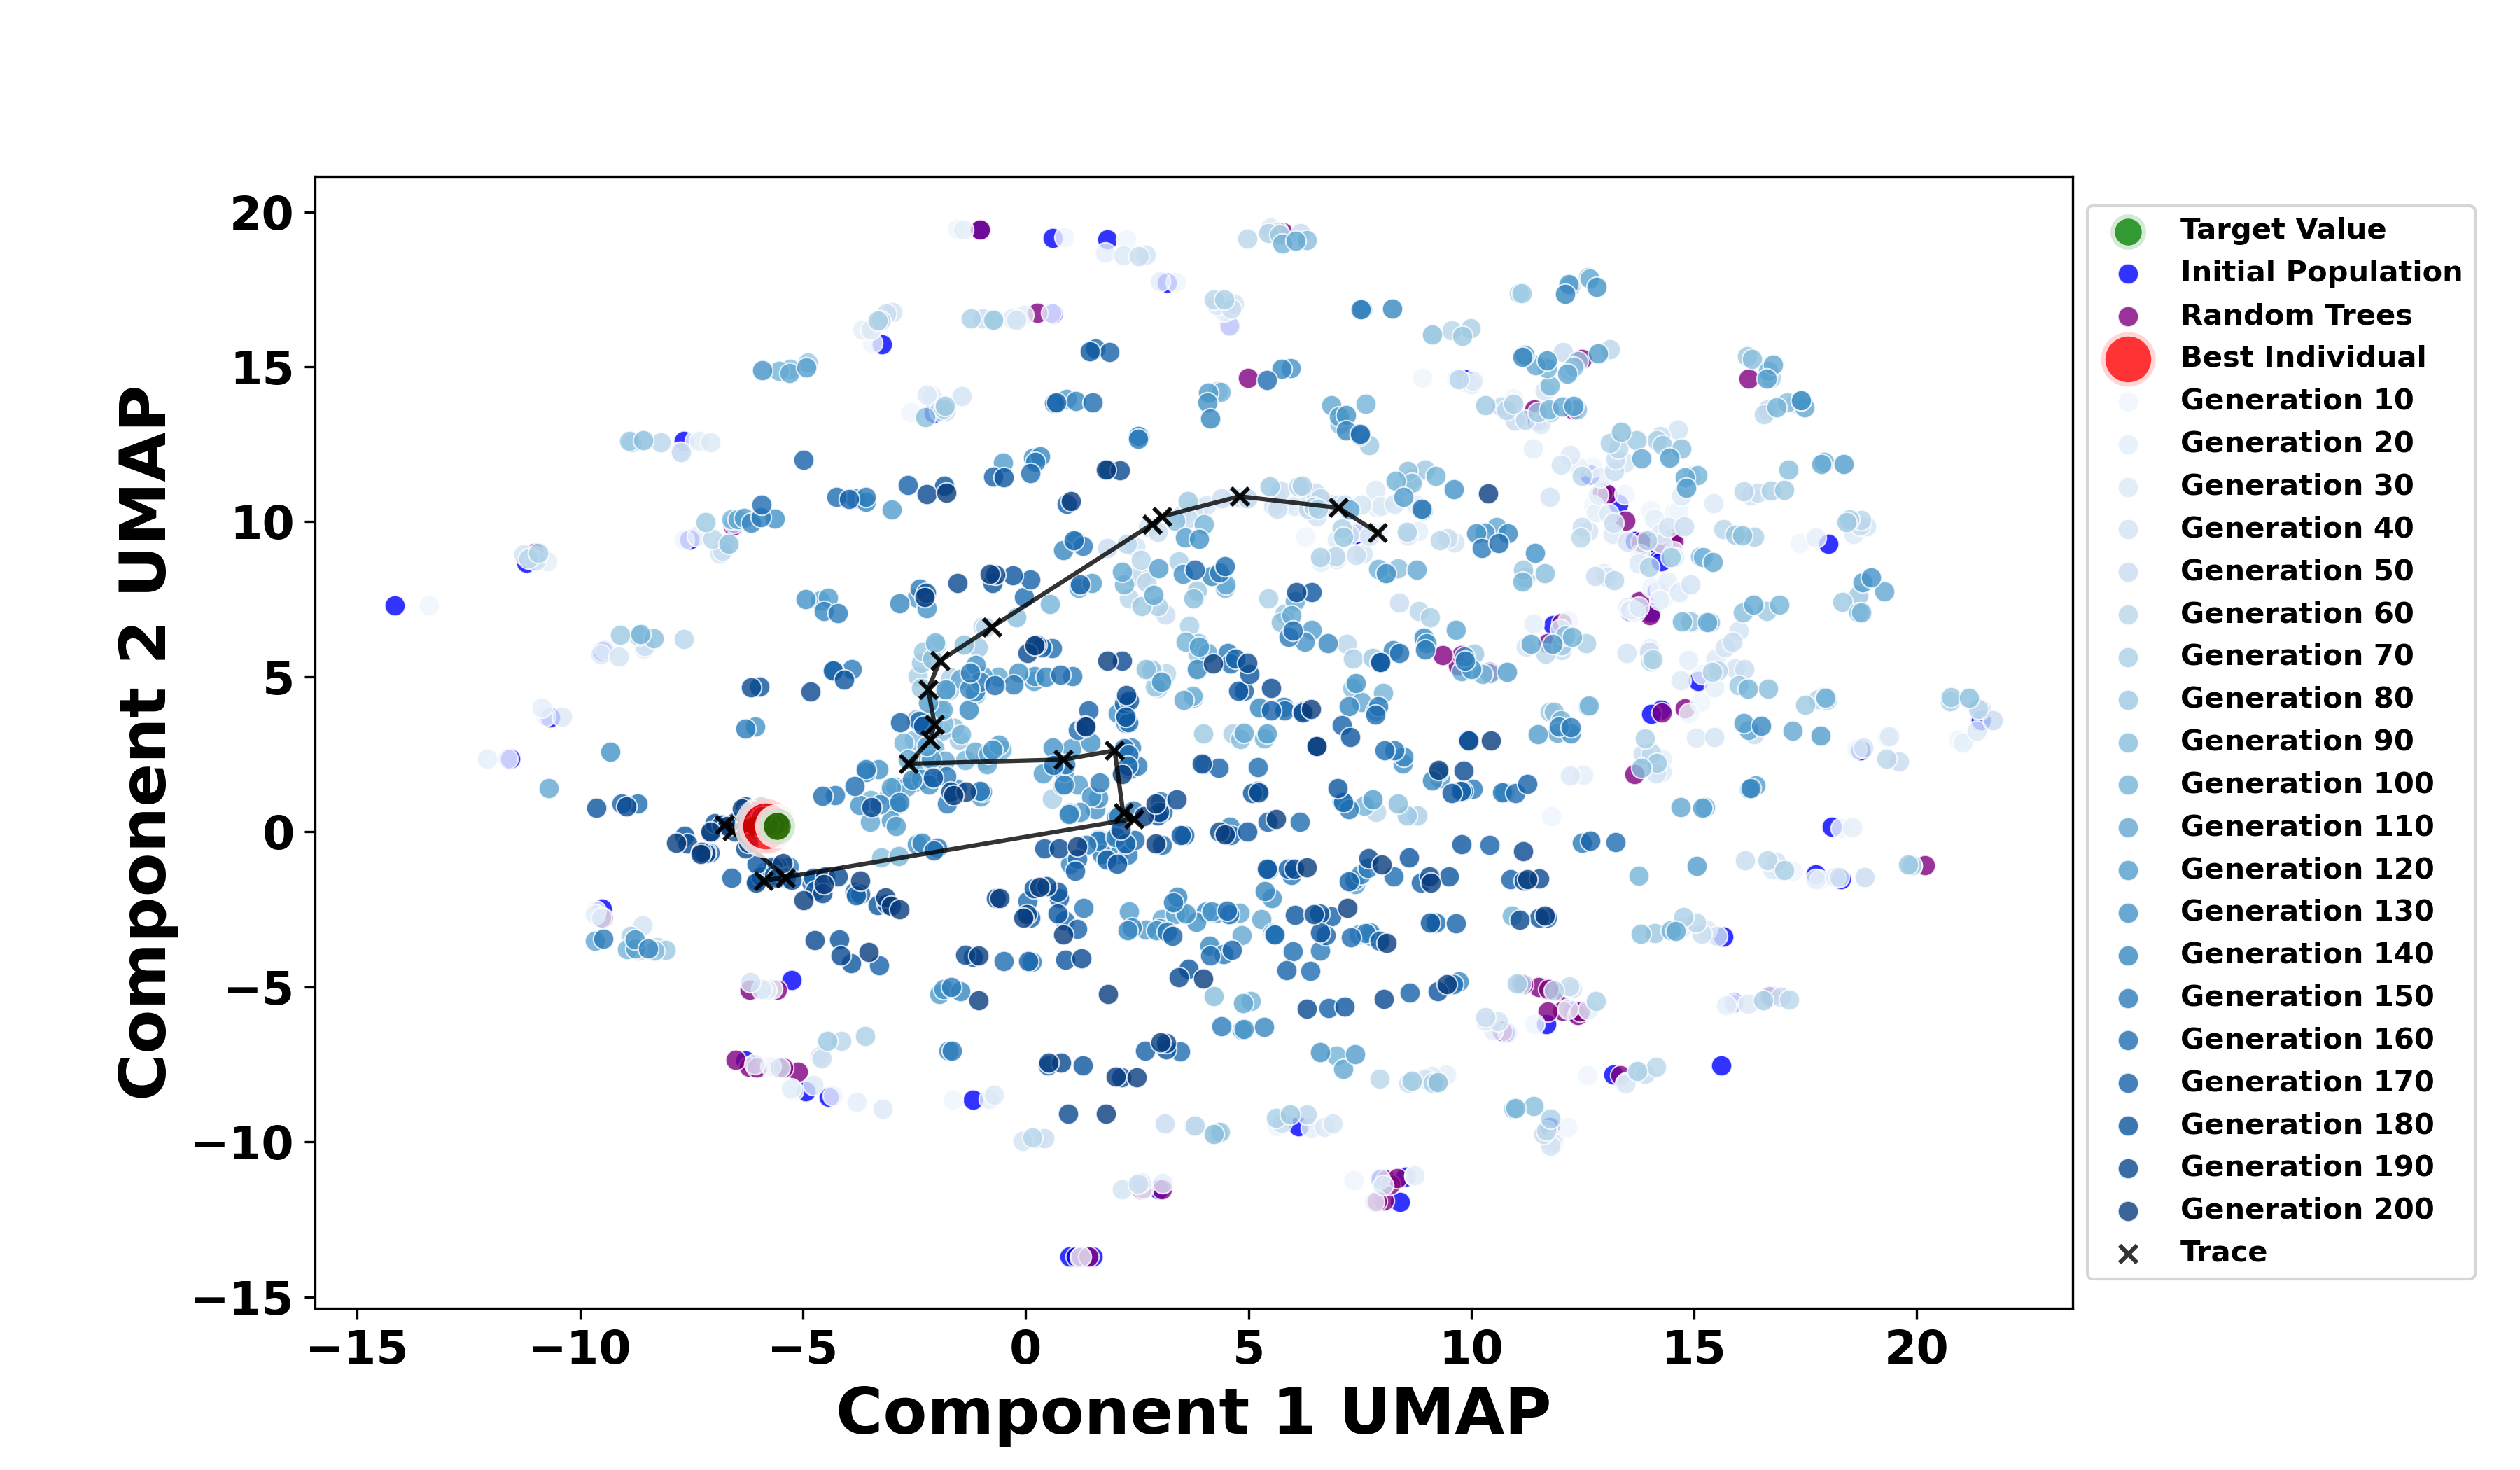 20
15
10
5
0
−5
−10
−15
Component 2 UMAP
−15
−10
−5
0
5
10
15
20
Component 1 UMAP
Target Value
Initial Population
Random Trees
Best Individual
Generation 10
Generation 20
Generation 30
Generation 40
Generation 50
Generation 60
Generation 70
Generation 80
Generation 90
Generation 100
Generation 110
Generation 120
Generation 130
Generation 140
Generation 150
Generation 160
Generation 170
Generation 180
Generation 190
Generation 200
Trace